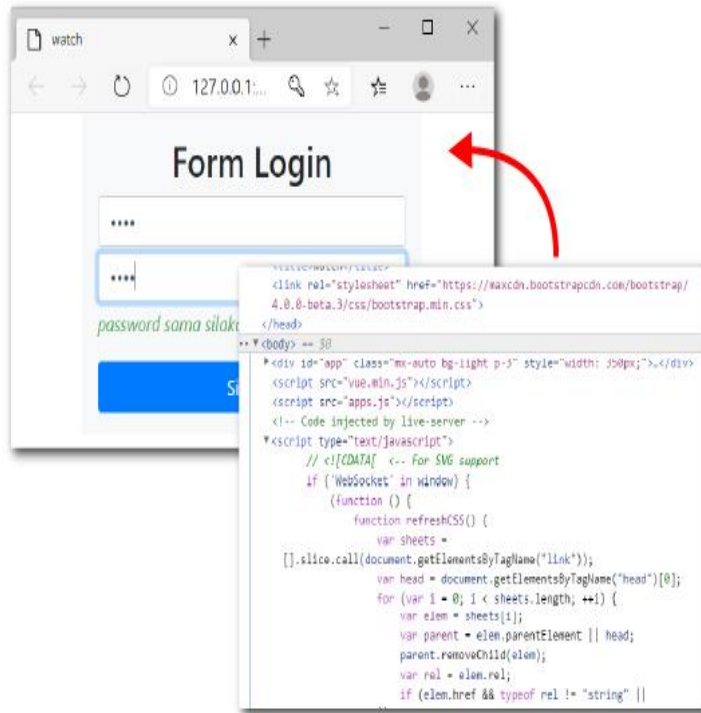 watch
127.0.0.1:...
Form Login
••••
••••
password sama
<link rel="stylesheet" href="https://maxcdn.bootstrapcdn.com/bootstrap/
4.0.0-beta.3/css/bootstrap.min.css">
</head>
<body> == $0
<div id="app" class="mx-auto bg-light p-3" style="width: 350px;">…</div>
<script src="vue.min.js"></script>
<script src="apps.js"></script>
<!-- Code injected by live-server -->
<script type="text/javascript">
// <![CDATA[ <-- For SVG support
if ('WebSocket' in window) {
(function () {
function refreshCSS() {
var sheets =
[].slice.call(document.getElementsByTagName("link"));
var head = document.getElementsByTagName("head")[0];
for (var i = 0; i < sheets.length; ++i) {
var elem = sheets[i];
var parent = elem.parentElement || head;
parent.removeChild(elem);
var rel = elem.rel;
if (elem.href && typeof rel != "string" ||